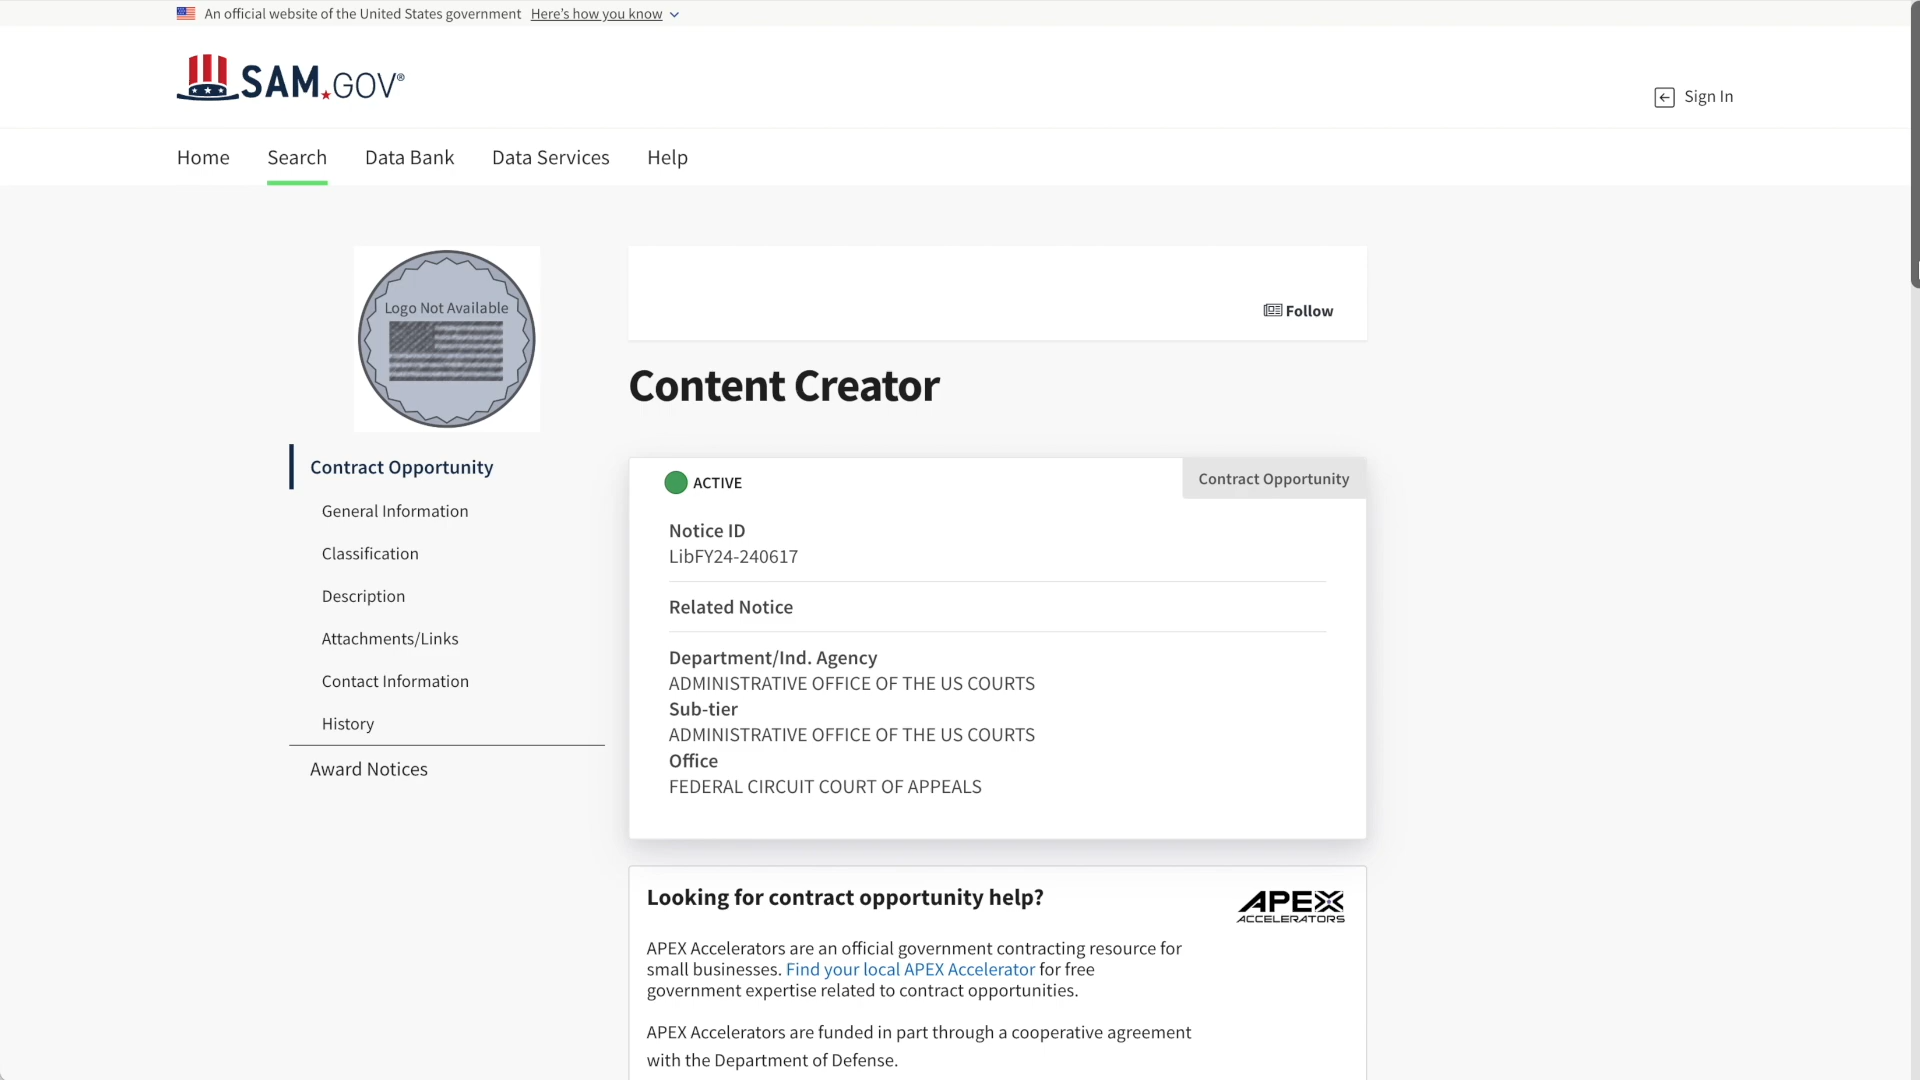 An official website of the United States government Here's how you know
SAM.GOV®
Sign In
Home Search Data Bank Data Services Help
Logo Not Available
Follow
Content Creator
Contract Opportunity
General Information
Classification
Description
Attachments/Links
Contact Information
History
Award Notices
ACTIVE
Contract Opportunity
Notice ID
LibFY24-240617
Related Notice
Department/Ind. Agency
ADMINISTRATIVE OFFICE OF THE US COURTS
Sub-tier
ADMINISTRATIVE OFFICE OF THE US COURTS
Office
FEDERAL CIRCUIT COURT OF APPEALS
Looking for contract opportunity help?
APEX
ACCELERATORS
APEX Accelerators are an official government contracting resource for
small businesses. Find your local APEX Accelerator for free
government expertise related to contract opportunities.
APEX Accelerators are funded in part through a cooperative agreement
with the Department of Defense.